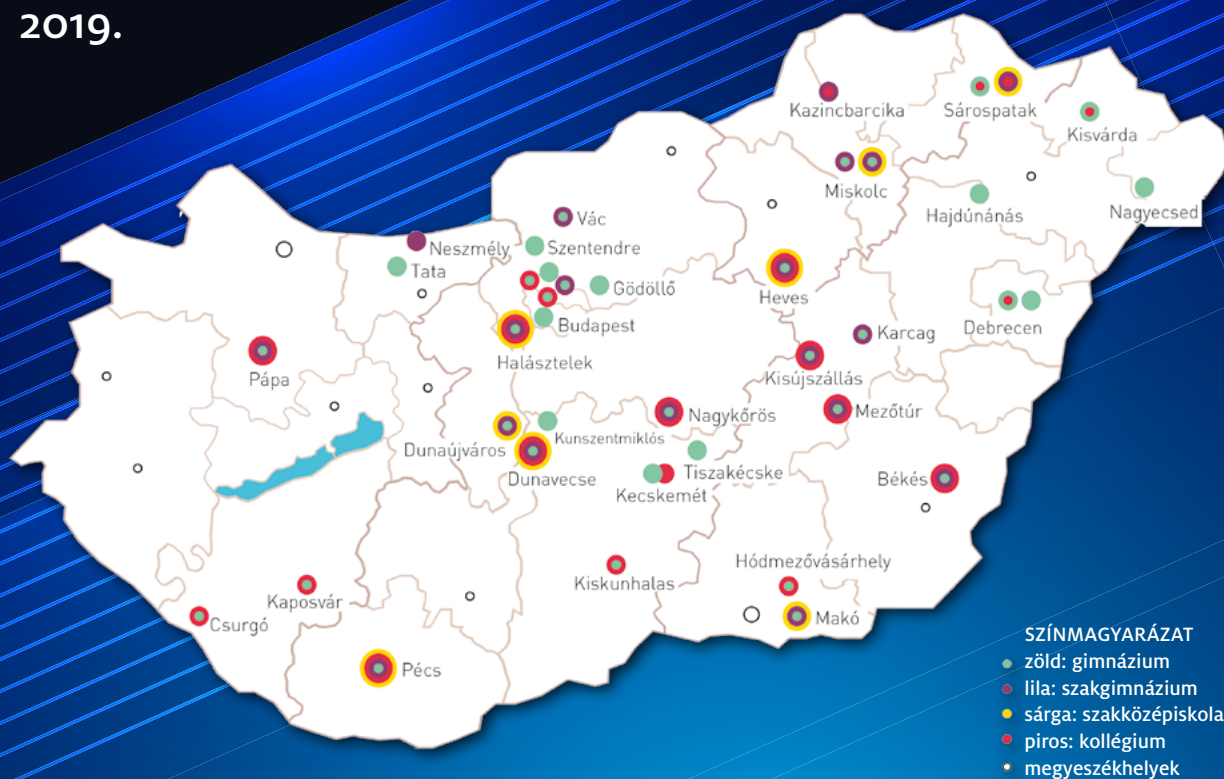 2019.
Kazincbarcika
Sárospatak
Kisvárda
Miskolc
Hajdúnánás
Nagyecsed
Vác
Neszmély
Szentendre
Tata
Gödöllő
Heves
Budapest
Debrecen
Karcag
Halásztelek
Pápa
Kisújszállás
Nagykőrös
Mezőtúr
Kunszentmiklós
Dunaújváros
Tiszakécske
Dunavecse
Békés
Kecskemét
Hódmezővásárhely
Kiskunhalas
Kaposvár
Makó
Csurgó
Pécs
SZÍNMAGYARÁZAT
zöld: gimnázium
lila: szakgimnázium
sárga: szakközépiskola
piros: kollégium
megyeszékhelyek